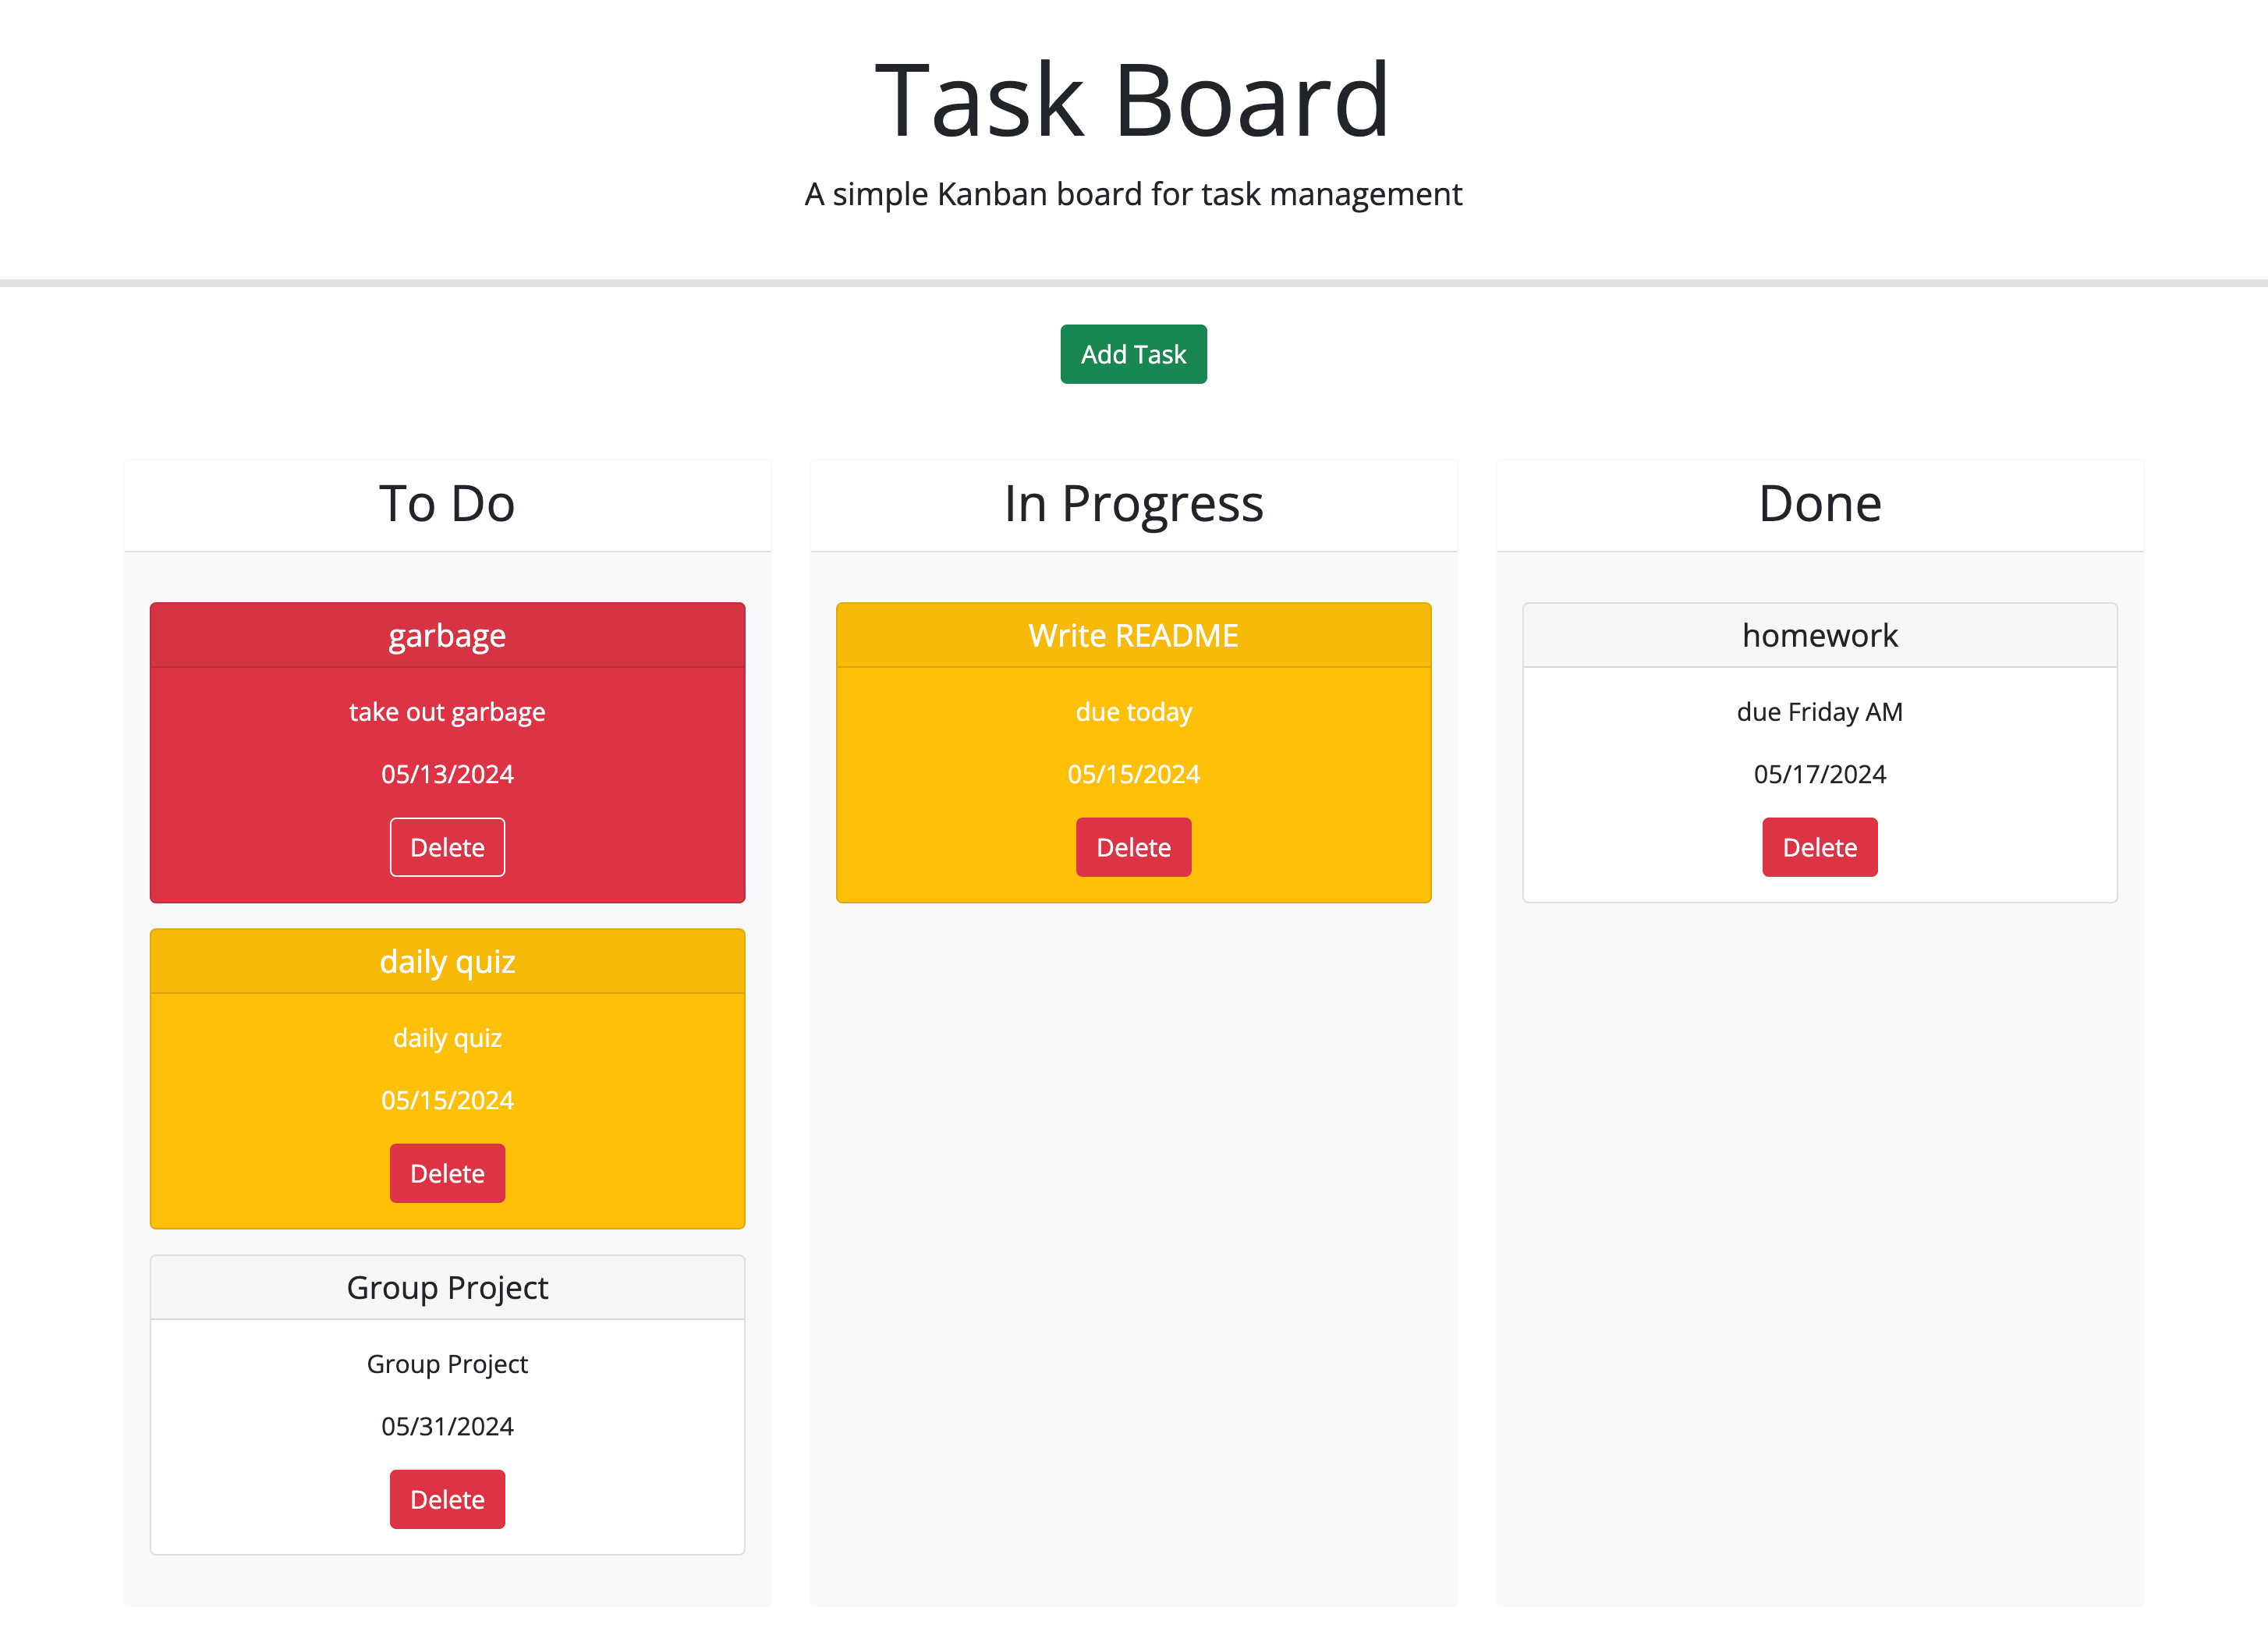 Task Board
A simple Kanban board for task management
Add Task
To Do
garbage
take out garbage
05/13/2024
Delete
daily quiz
daily quiz
05/15/2024
Delete
Group Project
Group Project
05/31/2024
Delete
In Progress
Write README
due today
05/15/2024
Delete
Done
homework
due Friday AM
05/17/2024
Delete